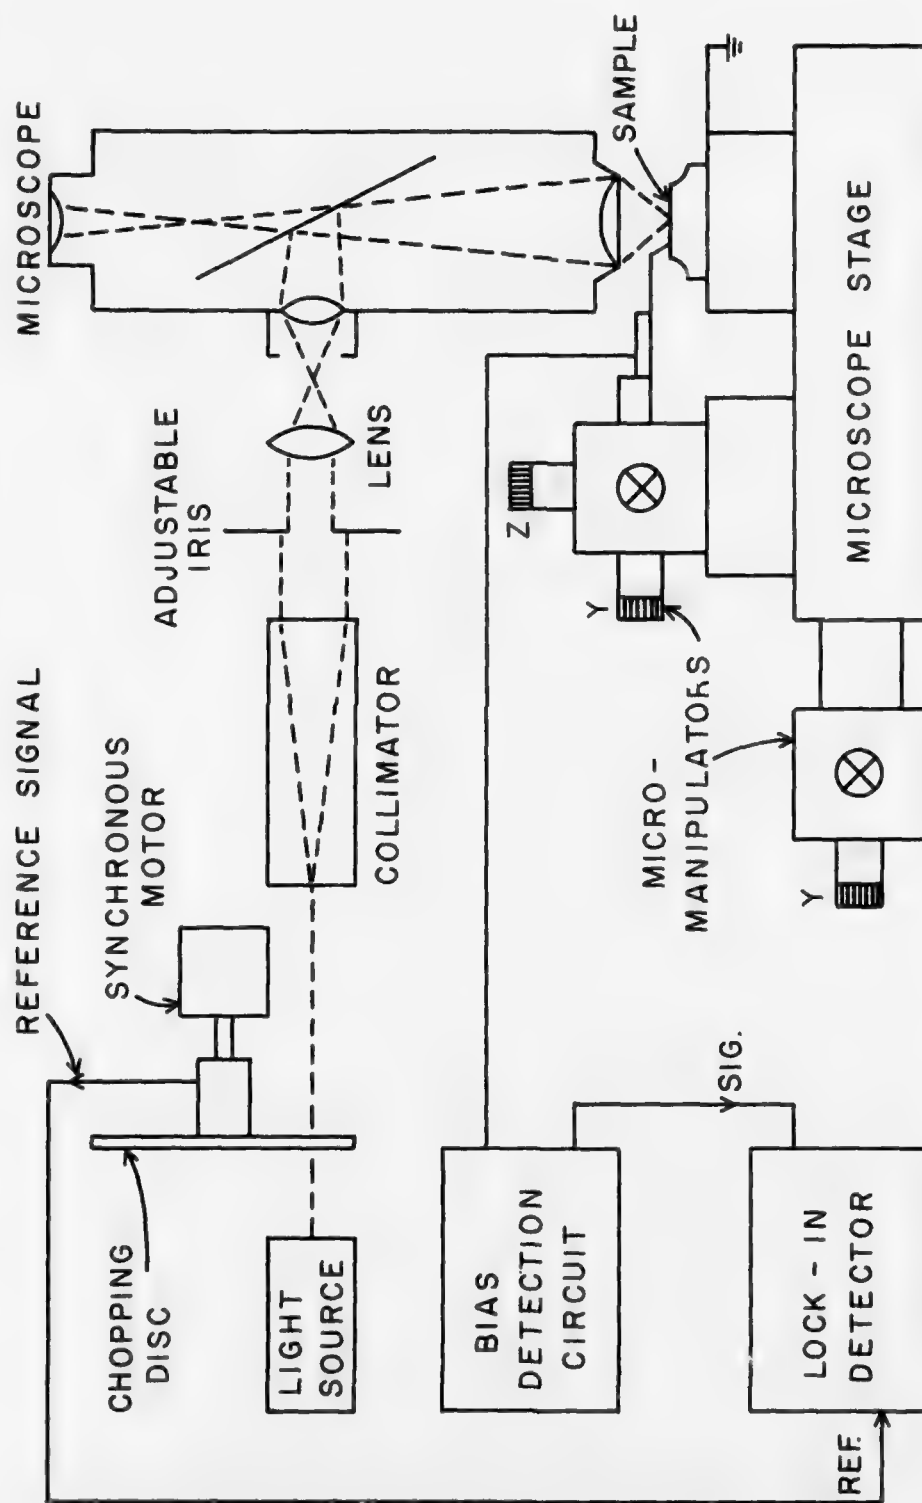 REFERENCE SIGNAL
SYNCHRONOUS
MOTOR
CHOPPING
DISC
LIGHT
SOURCE
COLLIMATOR
ADJUSTABLE
IRIS
LENS
MICROSCOPE
SAMPLE
BIAS
DETECTION
CIRCUIT
SIG.
LOCK-IN
DETECTOR
REF.
Z
Y
MICRO-
MANIPULATORS
Y
MICROSCOPE STAGE